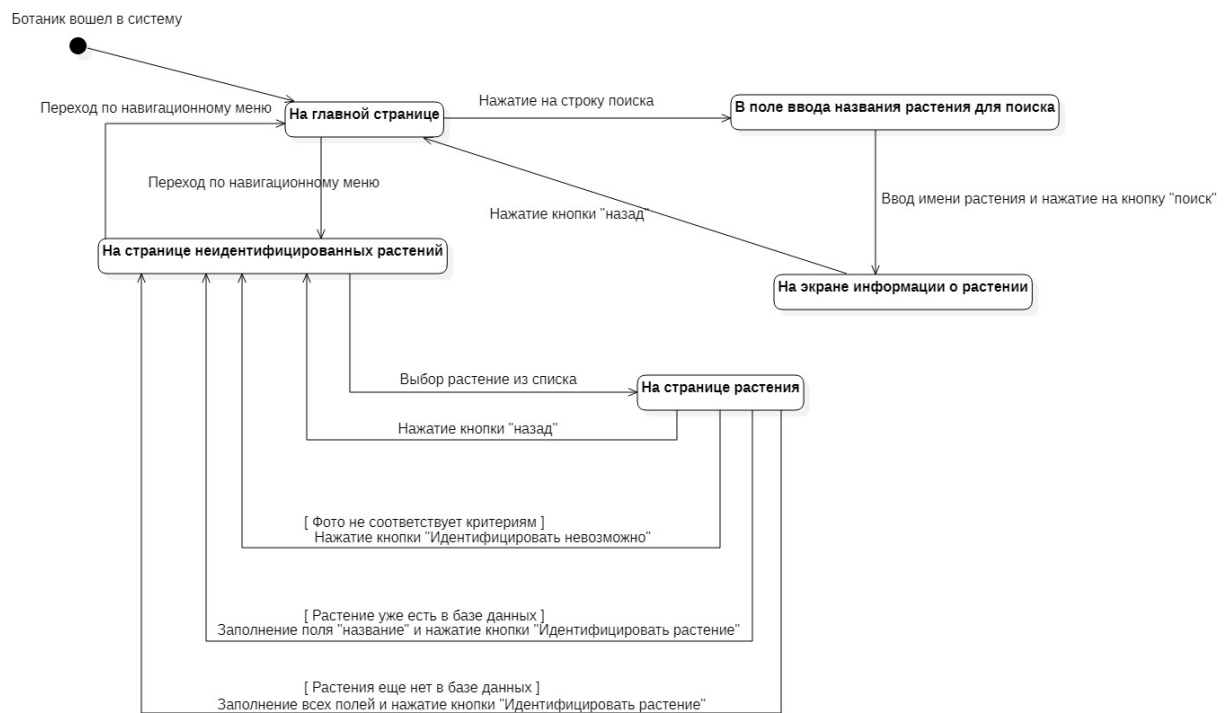 Ботаник вошел в систему
Переход по навигационному меню
На главной странице
Нажатие на строку поиска
В поле ввода названия растения для поиска
Переход по навигационному меню
Нажатие кнопки "назад"
Ввод имени растения и нажатие на кнопку "поиск"
На странице неидентифицированных растений
На экране информации о растении
Выбор растение из списка
На странице растения
Нажатие кнопки "назад"
[ Фото не соответствует критериям ]
Нажатие кнопки "Идентифицировать невозможно"
[ Растение уже есть в базе данных ]
Заполнение поля "название" и нажатие кнопки "Идентифицировать растение"
[ Растения еще нет в базе данных ]
Заполнение всех полей и нажатие кнопки "Идентифицировать растение"